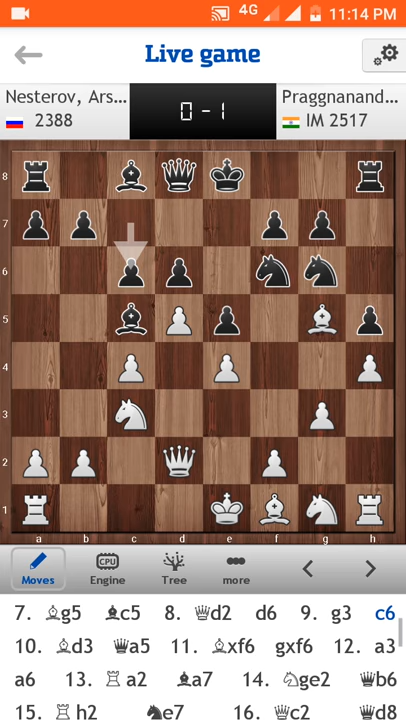 4G 11:14 PM
Live game
Nesterov, Ars... 0 - 1 Praggnanand...
2388 IM 2517
8
7
6
5
4
3
2
1
a b c d e f g h
CPU
Moves Engine Tree more
7. ♗g5 ♝c5 8. ♕d2 d6 9. g3 c6
10. ♗d3 ♛a5 11. ♗xf6 gxf6 12. a3
a6 13. ♖a2 ♝a7 14. ♘ge2 ♛b6
15. ♖h2 ♞e7 16. ♕c2 ♛d8